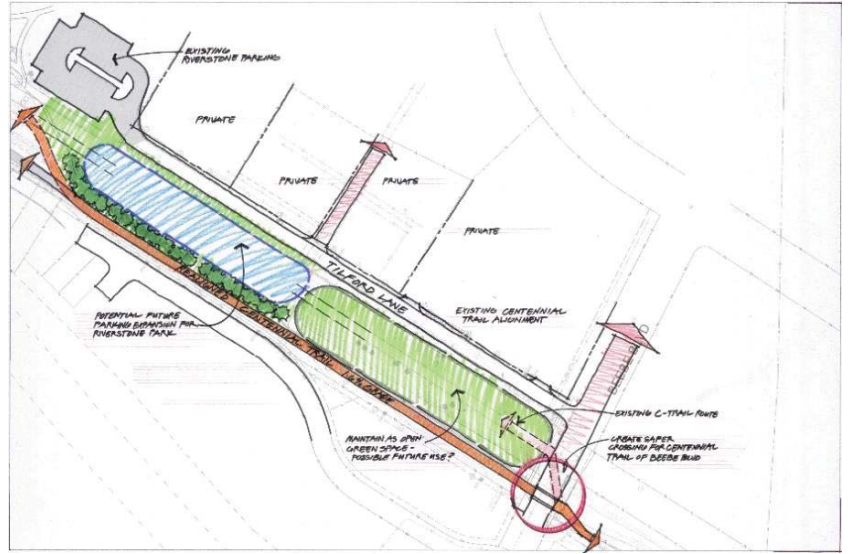 EXISTING
RIVERSTONE PARKING
PRIVATE
PRIVATE
PRIVATE
PRIVATE
TILFORD LANE
EXISTING CENTENNIAL
TRAIL ALIGNMENT
POTENTIAL FUTURE
PARKING EXPANSION FOR
RIVERSTONE PARK
CENTENNIAL TRAIL
MAINTAIN AS OPEN
GREEN SPACE -
POSSIBLE FUTURE USE?
EXISTING C-TRAIL ROUTE
CREATE SAFER
CROSSING FOR CENTENNIAL
TRAIL OF BEEBE BLVD